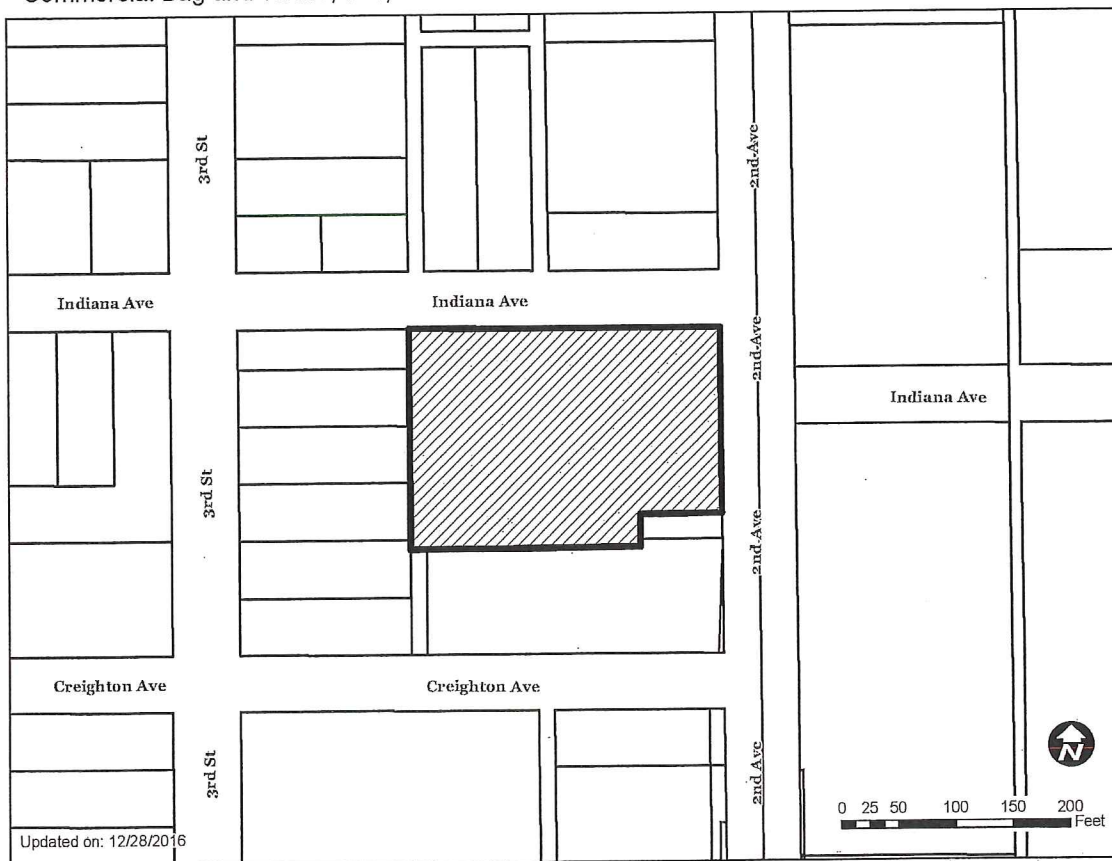 3rd St
2nd Ave
Indiana Ave
Indiana Ave
2nd Ave
Indiana Ave
3rd St
2nd Ave
Creighton Ave
Creighton Ave
3rd St
2nd Ave
N
0 25 50 100 150 200
Feet
Updated on: 12/28/2016